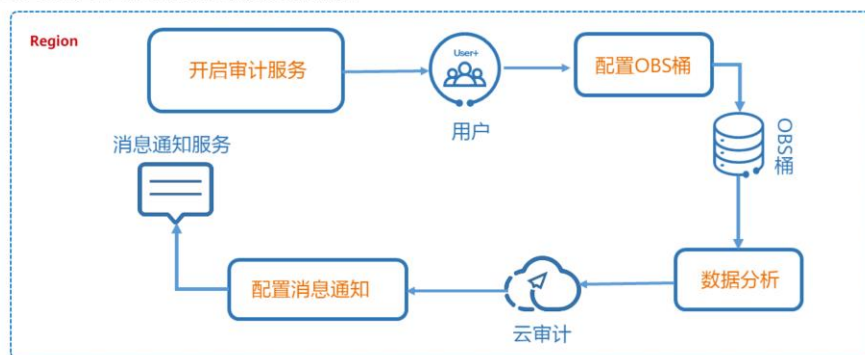 Region
开启审计服务
User+
用户
配置OBS桶
OBS桶
数据分析
云审计
配置消息通知
消息通知服务